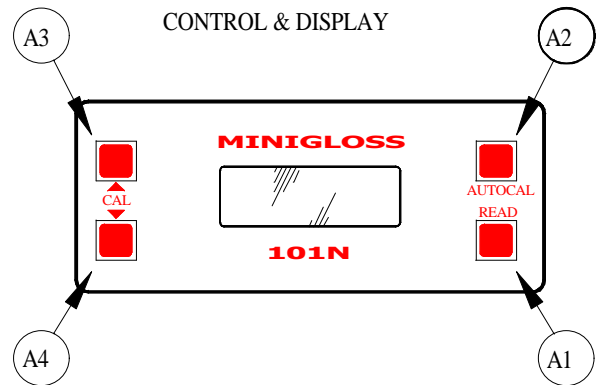 CONTROL & DISPLAY
A3
A2
MINIGLOSS
CAL
AUTOCAL
READ
101N
A4
A1